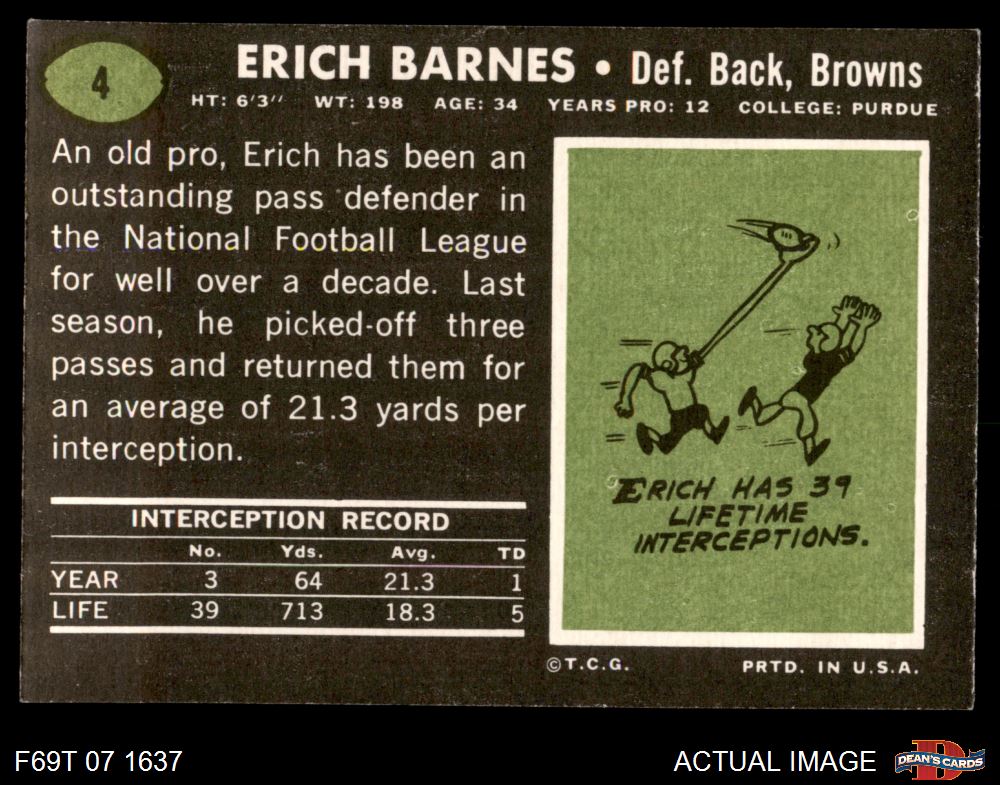 4
ERICH BARNES • Def. Back, Browns
HT: 6'3″ WT: 198 AGE: 34 YEARS PRO: 12 COLLEGE: PURDUE
An old pro, Erich has been an
outstanding pass defender in
the National Football League
for well over a decade. Last
season, he picked-off three
passes and returned them for
an average of 21.3 yards per
interception.
INTERCEPTION RECORD
No. Yds. Avg. TD
YEAR 3 64 21.3 1
LIFE 39 713 18.3 5
ERICH HAS 39
LIFETIME
INTERCEPTIONS.
©T.C.G. PRTD. IN U.S.A.
F69T 07 1637
ACTUAL IMAGE
D
DEAN'S CARDS